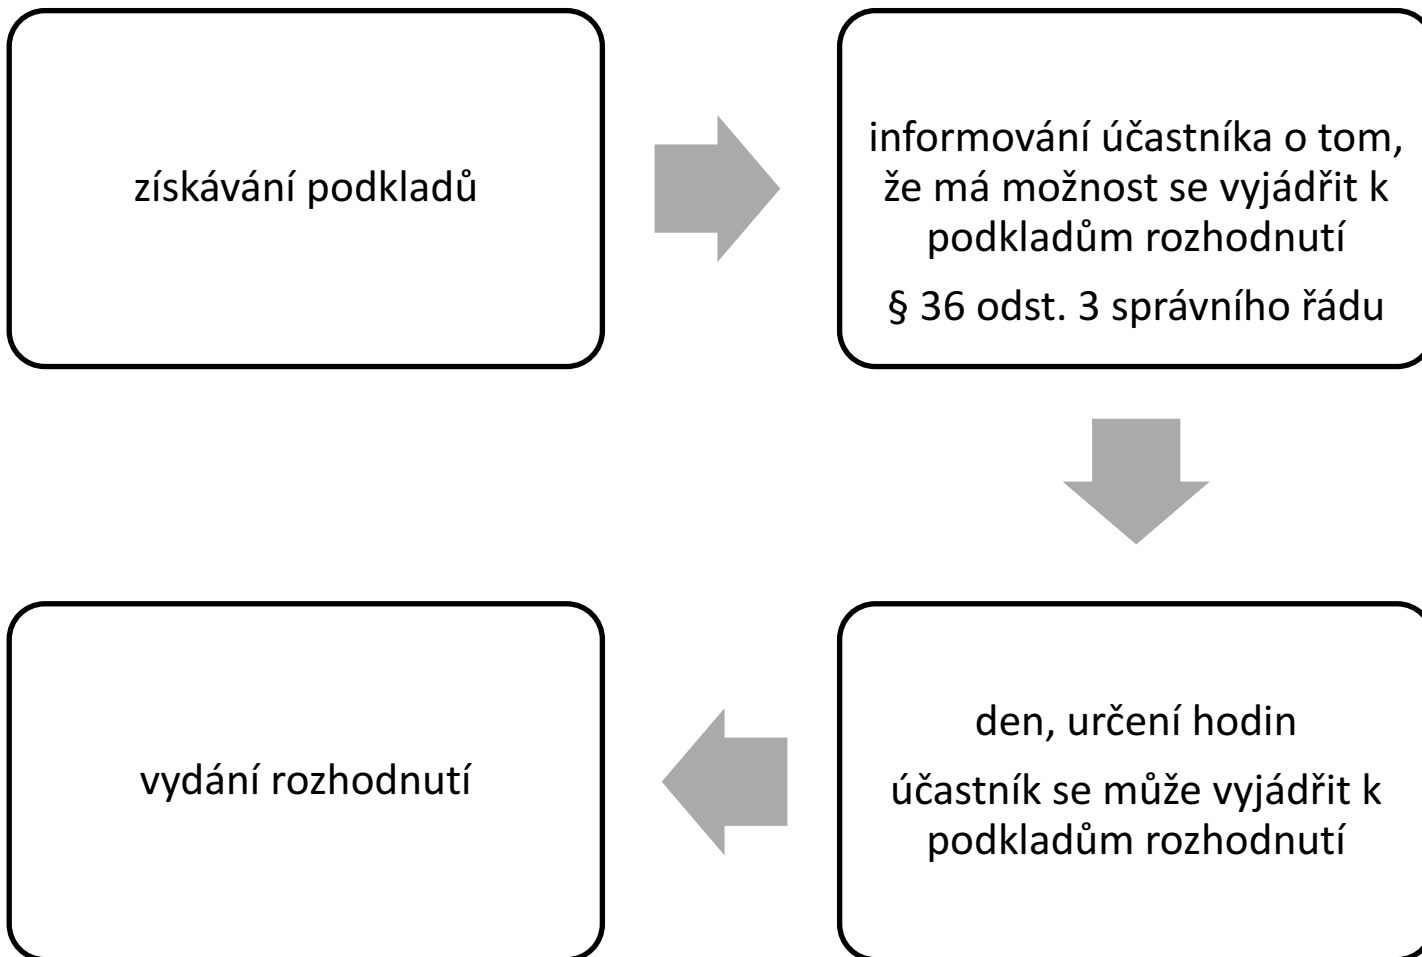 získávání podkladů
informování účastníka o tom,
že má možnost se vyjádřit k
podkladům rozhodnutí
§ 36 odst. 3 správního řádu
den, určení hodin
účastník se může vyjádřit k
podkladům rozhodnutí
vydání rozhodnutí